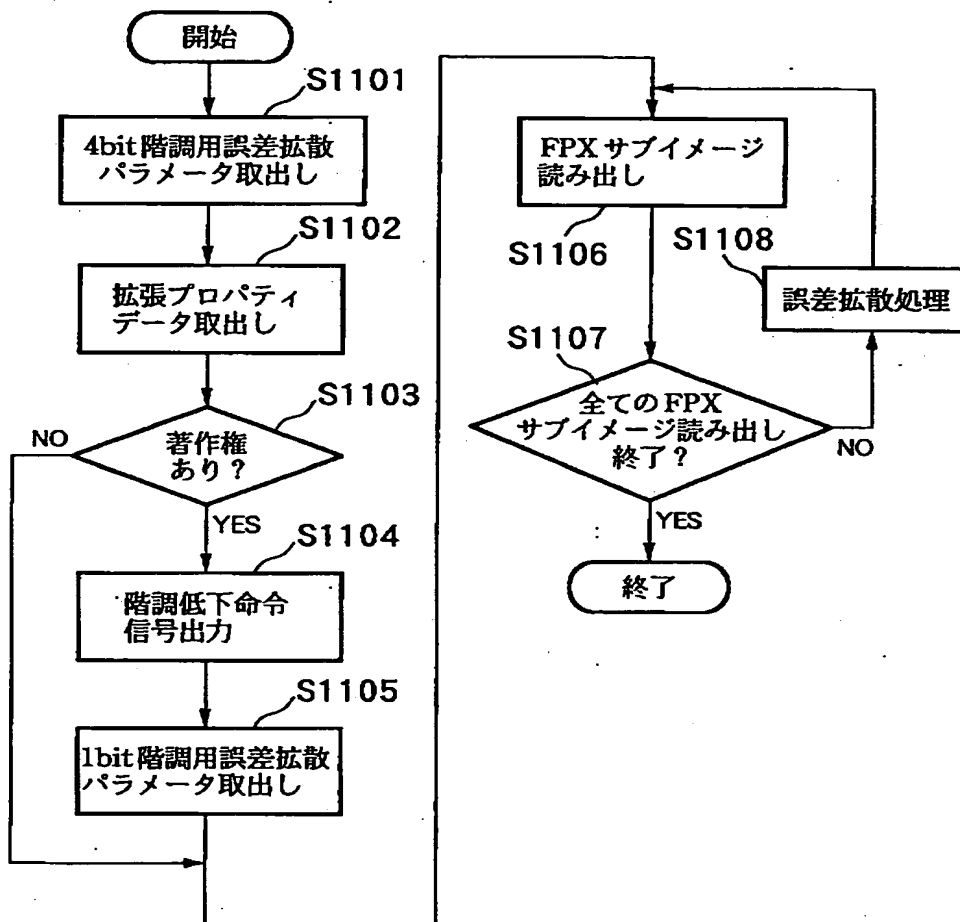 開始
S1101
4bit階調用誤差拡散
パラメータ取出し
S1102
拡張プロパティ
データ取出し
S1103
著作権
あり？
NO
YES
S1104
階調低下命令
信号出力
S1105
1bit階調用誤差拡散
パラメータ取出し
FPXサブイメージ
読み出し
S1106
S1108
誤差拡散処理
S1107
全てのFPX
サブイメージ読み出し
終了？
NO
YES
終了